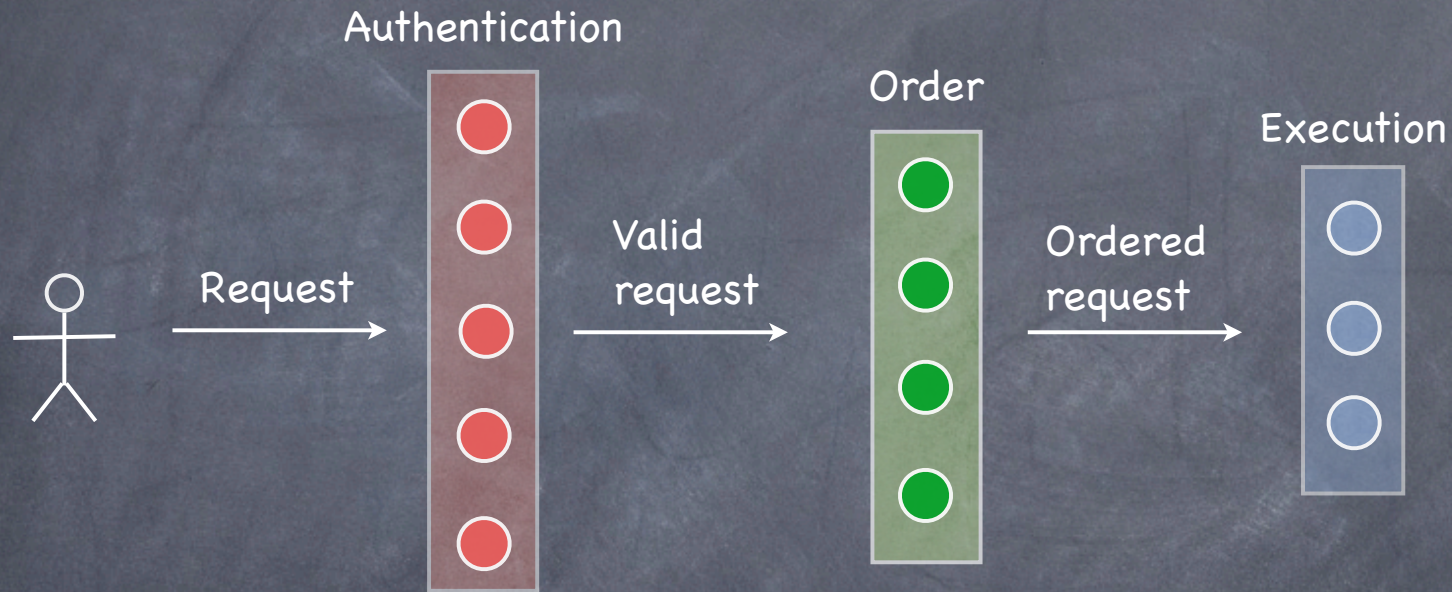 Authentication
Order
Execution
Request
Valid
request
Ordered
request